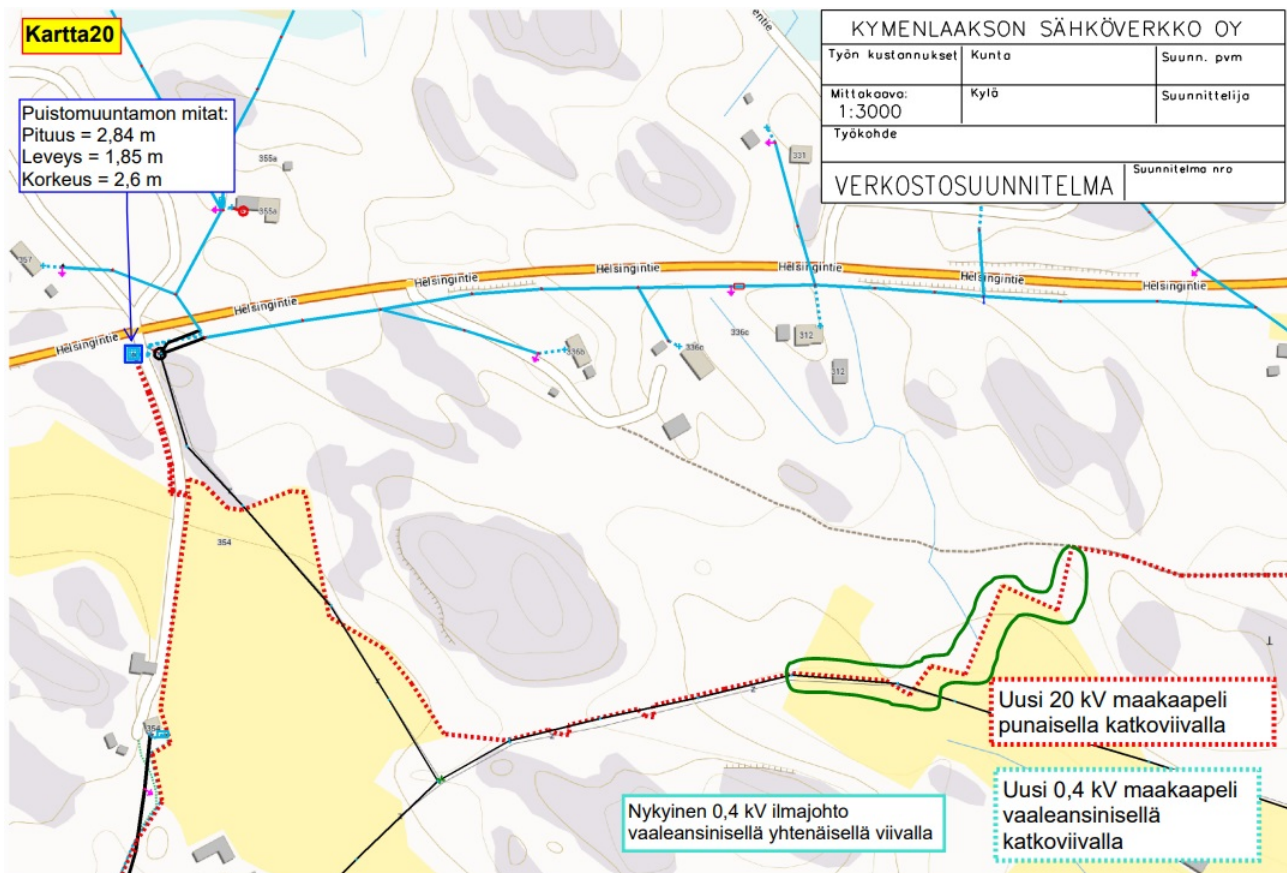 Kartta20
KYMENLAAKSON SÄHKÖVERKKO OY
Työn kustannukset
Kunta
Suunn. pvm
Mittakaava:
1:3000
Kylä
Suunnittelija
Työkohde
VERKOSTOSUUNNITELMA
Suunnitelma nro
Puistomuuntamon mitat:
Pituus = 2,84 m
Leveys = 1,85 m
Korkeus = 2,6 m
355a
331
355a
357
Helsingintie
Helsingintie
Helsingintie
Helsingintie
Helsingintie
Helsingintie
Helsingintie
Helsingintie
336b
336c
336c
312
312
354
354
Uusi 20 kV maakaapeli
punaisella katkoviivalla
Uusi 0,4 kV maakaapeli
vaaleansinisellä
katkoviivalla
Nykyinen 0,4 kV ilmajohto
vaaleansinisellä yhtenäisellä viivalla